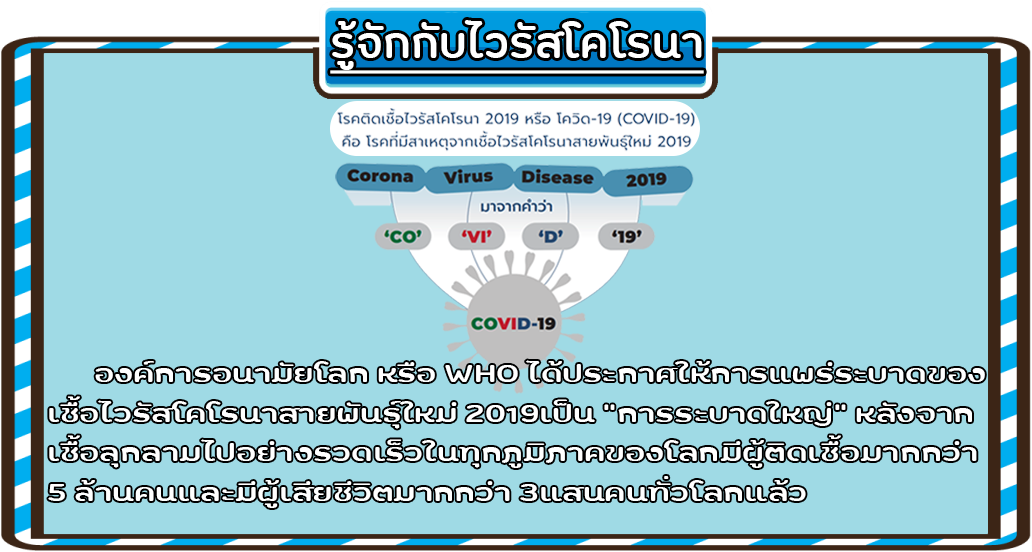 รู้จักกับไวรัสโคโรนา
โรคติดเชื้อไวรัสโคโรนา 2019 หรือ โควิด-19 (COVID-19)
คือ โรคที่มีสาเหตุจากเชื้อไวรัสโคโรนาสายพันธุ์ใหม่ 2019
Corona Virus Disease 2019
มาจากคำว่า
‘CO’ ‘VI’ ‘D’ ‘19’
COVID-19
องค์การอนามัยโลก หรือ WHO ได้ประกาศให้การแพร่ระบาดของ
เชื้อไวรัสโคโรนาสายพันธุ์ใหม่ 2019เป็น "การระบาดใหญ่" หลังจาก
เชื้อลุกลามไปอย่างรวดเร็วในทุกภูมิภาคของโลกมีผู้ติดเชื้อมากกว่า
5 ล้านคนและมีผู้เสียชีวิตมากกว่า 3แสนคนทั่วโลกแล้ว